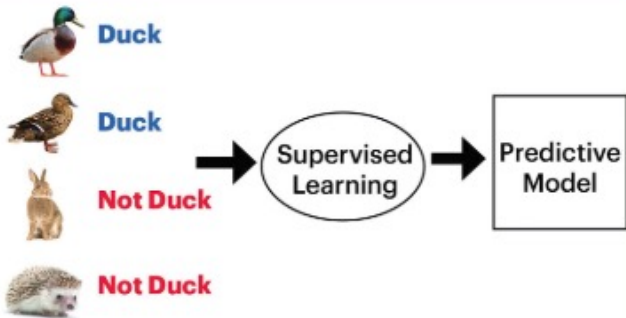 Duck
Duck
Not Duck
Not Duck
Supervised
Learning
Predictive
Model